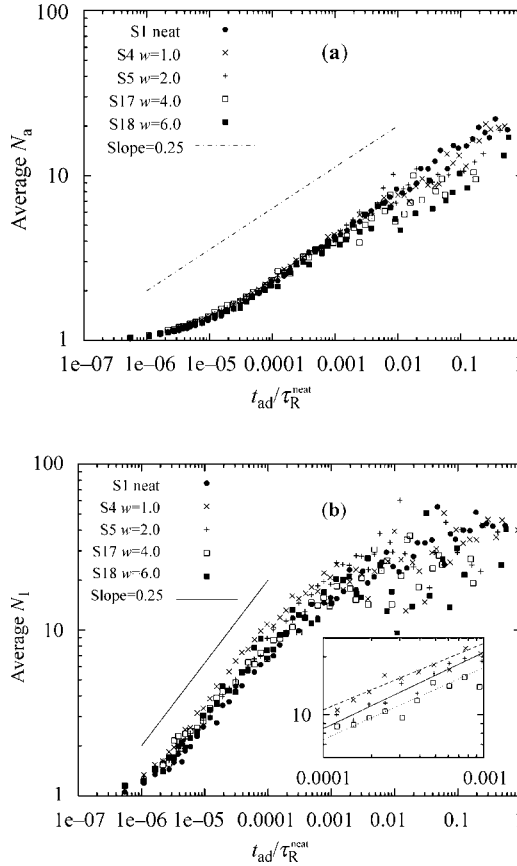 100
S1 neat
(a)
S4 w=1.0
S5 w=2.0
S17 w=4.0
S18 w=6.0
Slope=0.25
Average Nₐ
10
1
1e–07 1e–06 1e–05 0.0001 0.001 0.01 0.1
t_ad/τ_R^neat
100
S1 neat
(b)
S4 w=1.0
S5 w=2.0
S17 w=4.0
S18 w=6.0
Slope=0.25
Average N_l
10
10
0.0001 0.001
1
1e–07 1e–06 1e–05 0.0001 0.001 0.01 0.1
t_ad/τ_R^neat